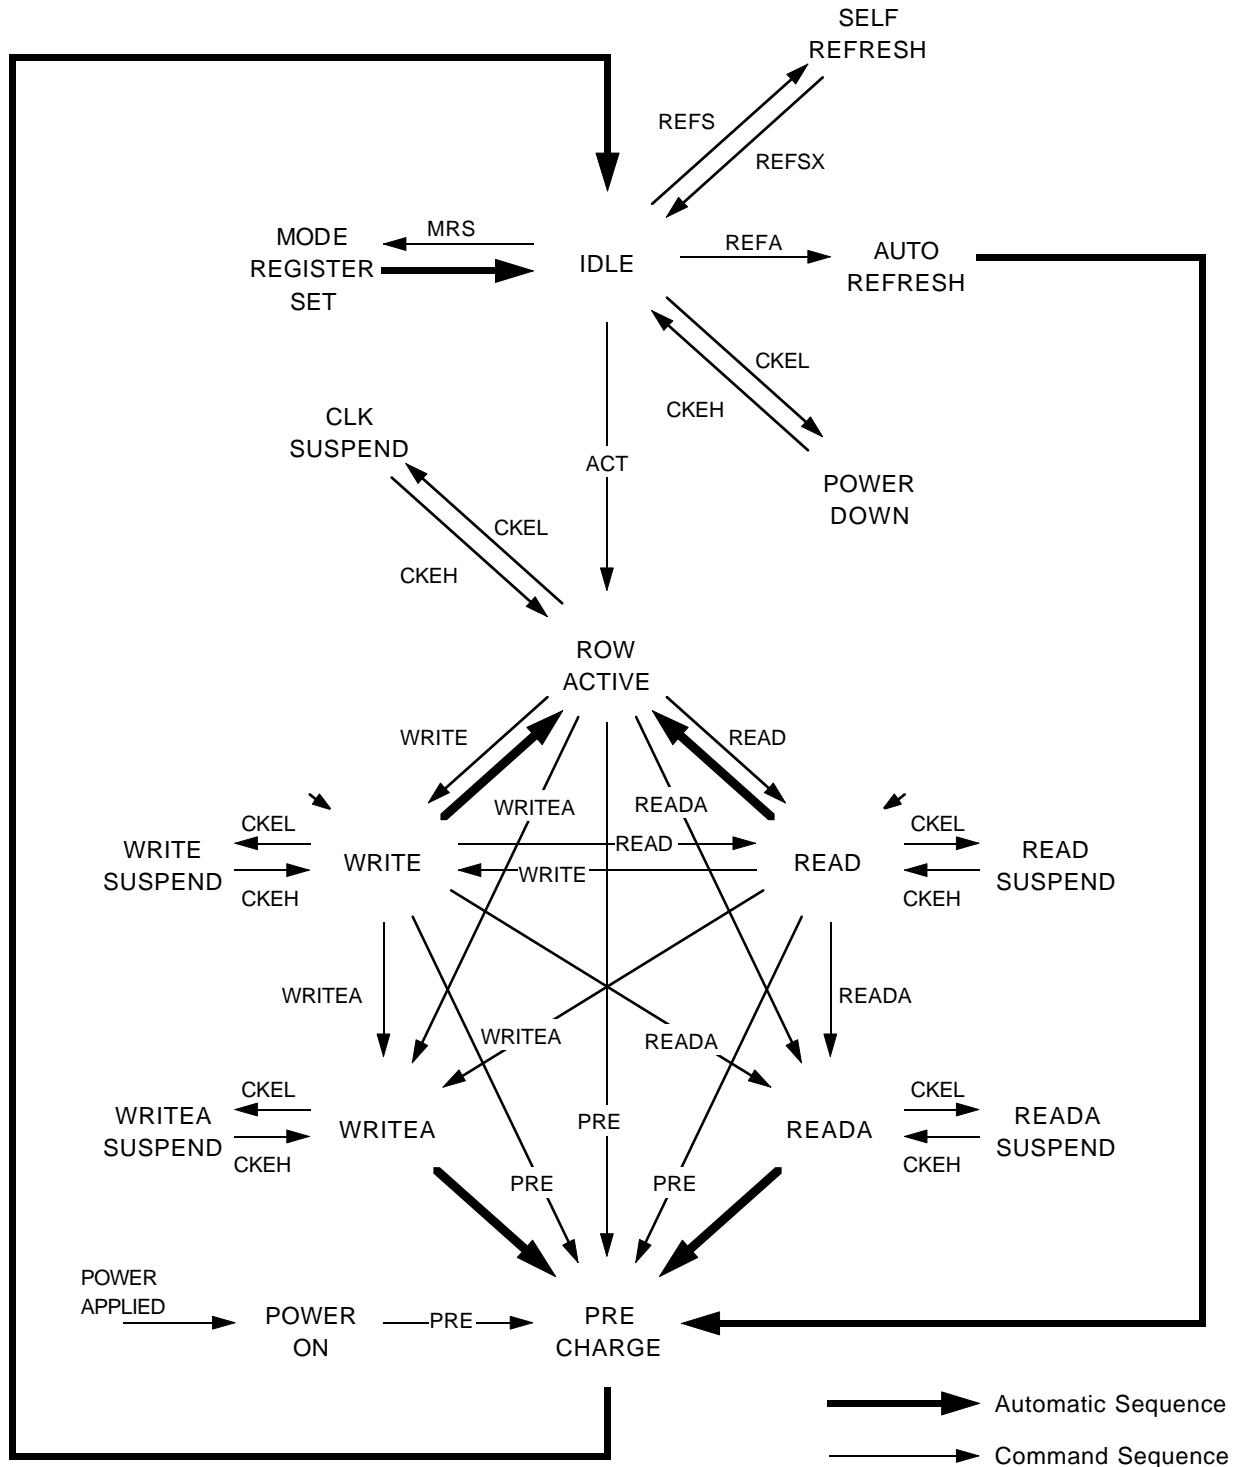 SELF
REFRESH
REFS
REFSX
MODE
REGISTER
SET
MRS
IDLE
REFA
AUTO
REFRESH
CKEL
CKEH
CLK
SUSPEND
ACT
POWER
DOWN
CKEL
CKEH
ROW
ACTIVE
WRITE
READ
WRITEA
READA
CKEL
CKEL
WRITE
SUSPEND
WRITE
READ
WRITE
READ
READ
SUSPEND
CKEH
CKEH
WRITEA
READA
WRITEA
READA
CKEL
CKEL
WRITEA
SUSPEND
WRITEA
PRE
READA
READA
SUSPEND
CKEH
CKEH
PRE
PRE
POWER
APPLIED
POWER
ON
PRE
PRE
CHARGE
Automatic Sequence
Command Sequence